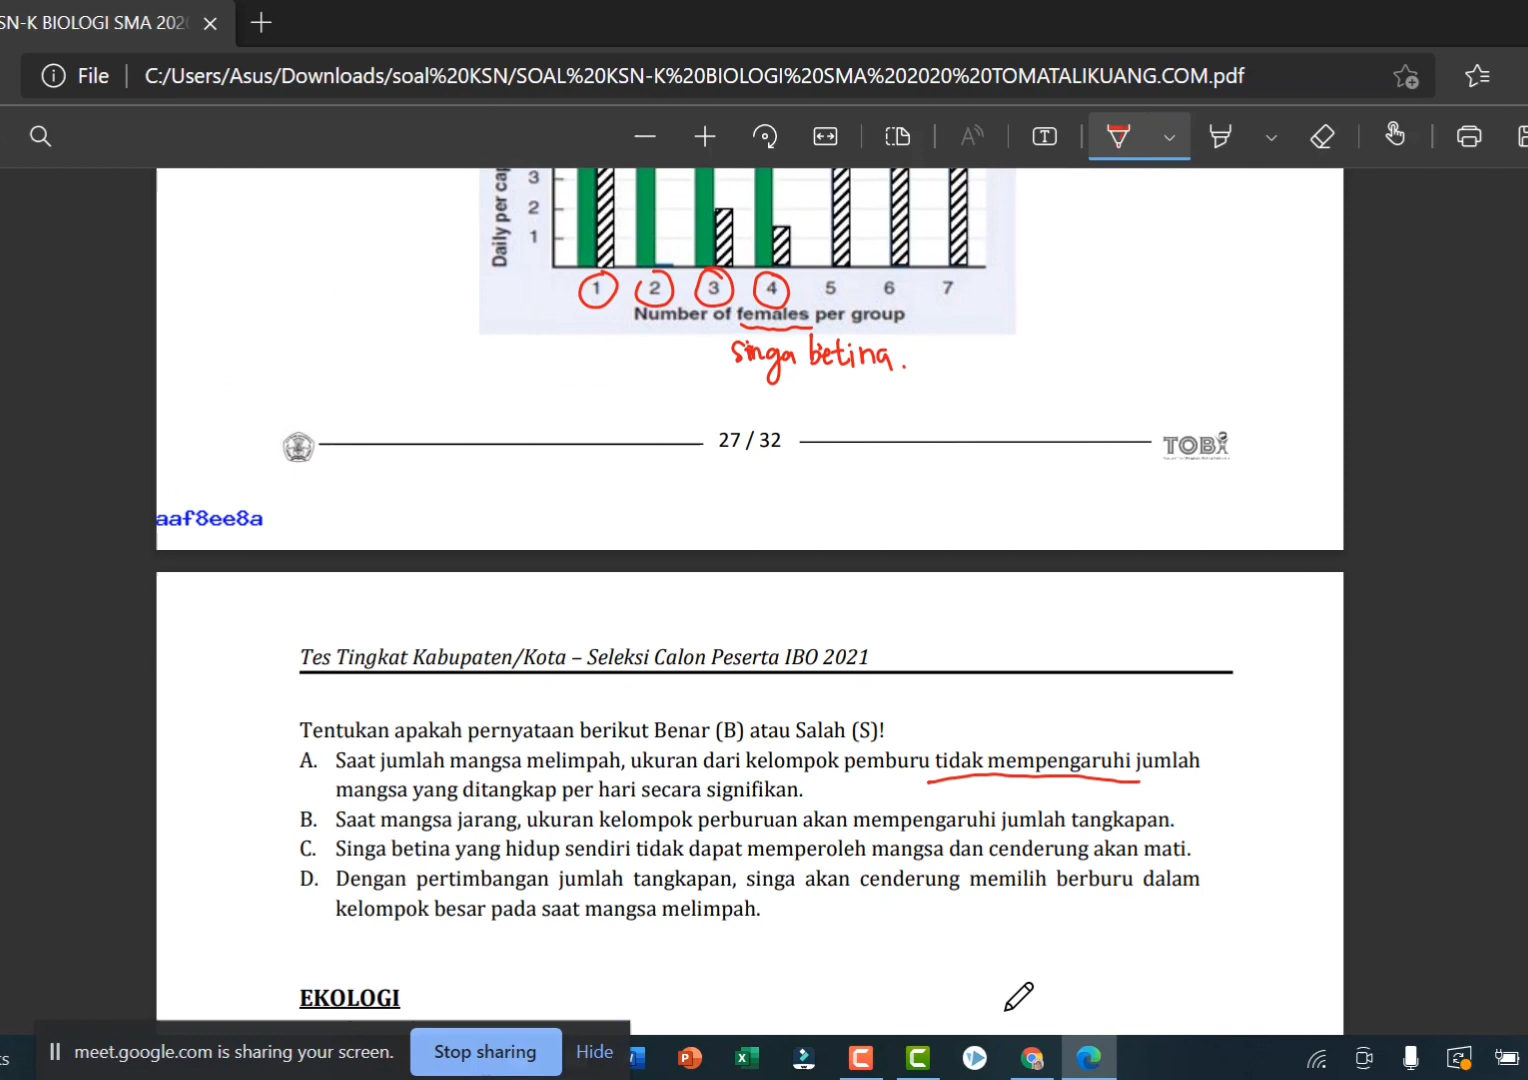 SN-K BIOLOGI SMA 202
File
C:/Users/Asus/Downloads/soal%20KSN/SOAL%20KSN-K%20BIOLOGI%20SMA%202020%20TOMATALIKUANG.COM.pdf
Daily per cap
3
2
1
1 2 3 4 5 6 7
Number of females per group
singa betina.
27 / 32
TOBI
aaf8ee8a
Tes Tingkat Kabupaten/Kota – Seleksi Calon Peserta IBO 2021
Tentukan apakah pernyataan berikut Benar (B) atau Salah (S)!
A. Saat jumlah mangsa melimpah, ukuran dari kelompok pemburu tidak mempengaruhi jumlah
mangsa yang ditangkap per hari secara signifikan.
B. Saat mangsa jarang, ukuran kelompok perburuan akan mempengaruhi jumlah tangkapan.
C. Singa betina yang hidup sendiri tidak dapat memperoleh mangsa dan cenderung akan mati.
D. Dengan pertimbangan jumlah tangkapan, singa akan cenderung memilih berburu dalam
kelompok besar pada saat mangsa melimpah.
EKOLOGI
meet.google.com is sharing your screen.
Stop sharing
Hide